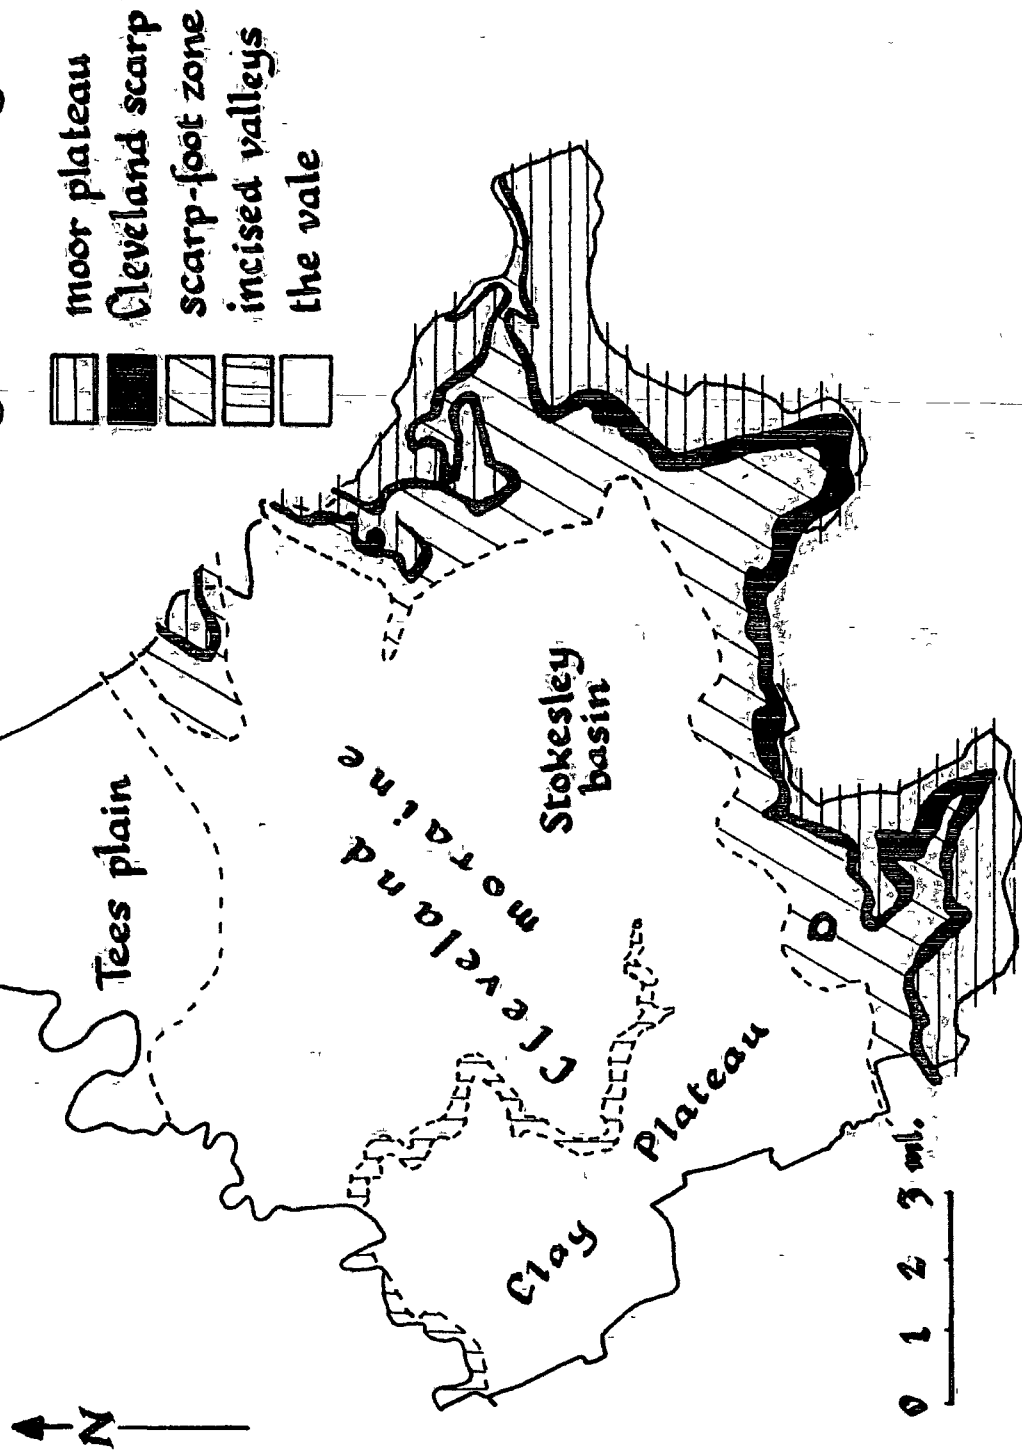 moor plateau
Cleveland scarp
scarp-foot zone
incised valleys
the vale
Tees plain
Cleveland
moraine
Stokesley
basin
Clay
Plateau
N
0 1 2 3 ml.